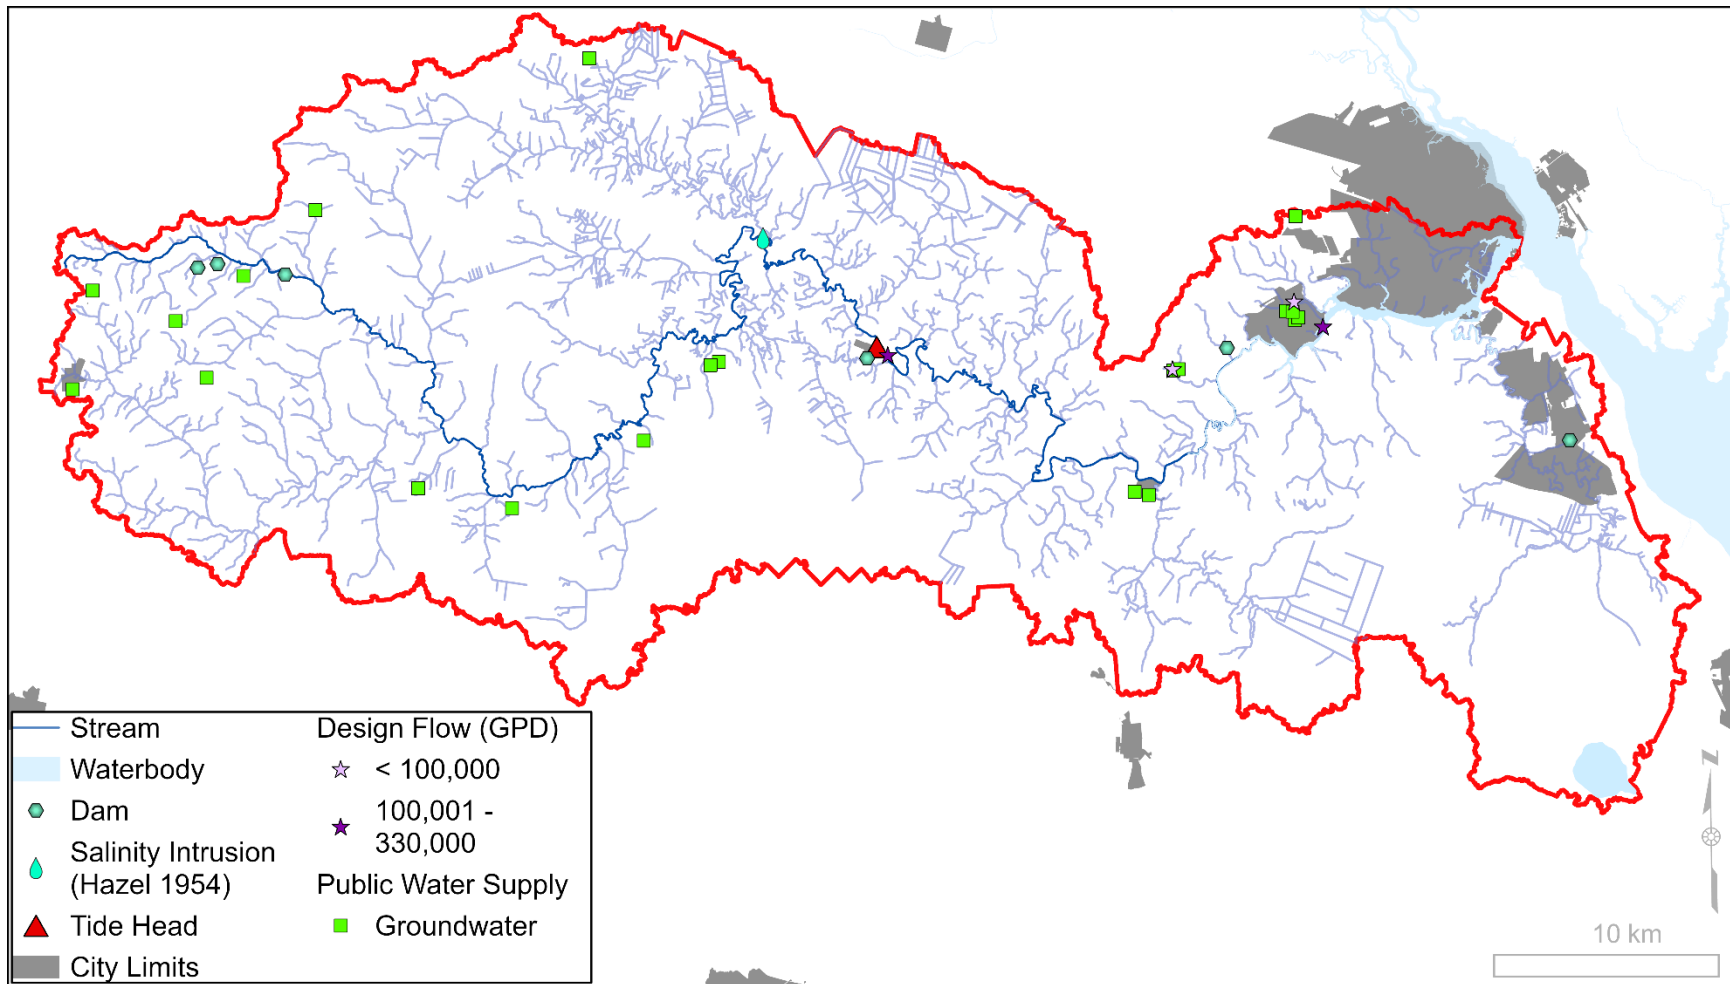 Stream
Waterbody
Dam
Salinity Intrusion
(Hazel 1954)
Tide Head
City Limits
Design Flow (GPD)
< 100,000
100,001 -
330,000
Public Water Supply
Groundwater
N
10 km